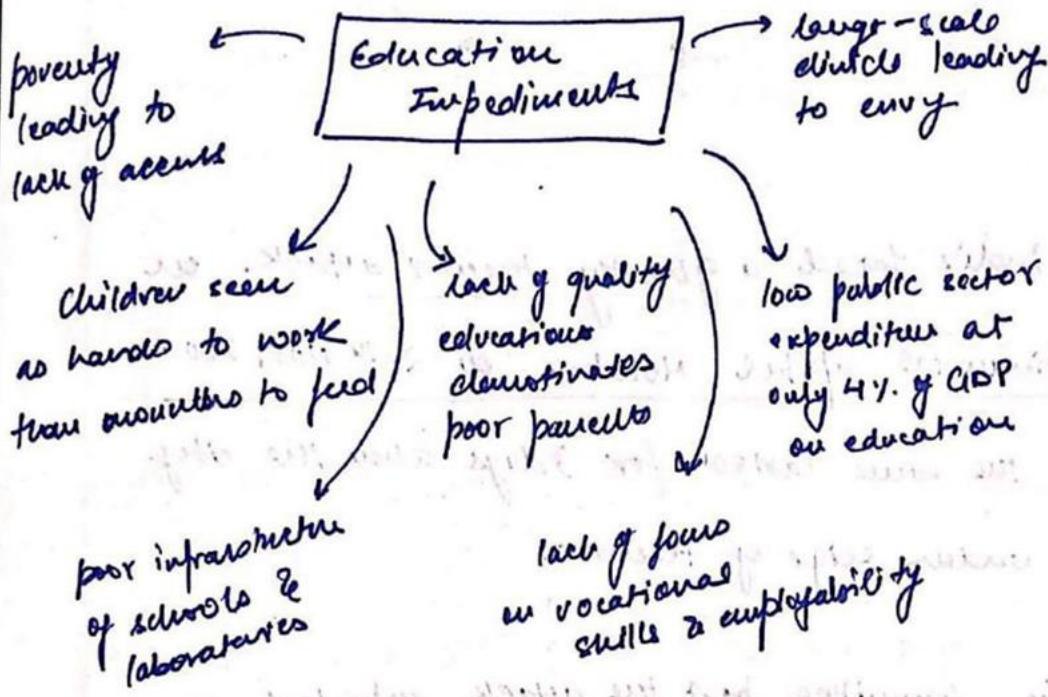 Education
Impediments
poverty
leading to
lack of access
large-scale
leading
to envy
Children seen
as hands to work
than mouths to feed
lack of quality
education
demotivates
poor parents
low public sector
expenditure at
only 4% of GDP
on education
poor infrastructure
of schools &
laboratories
lack of focus
on vocational
skills & employability